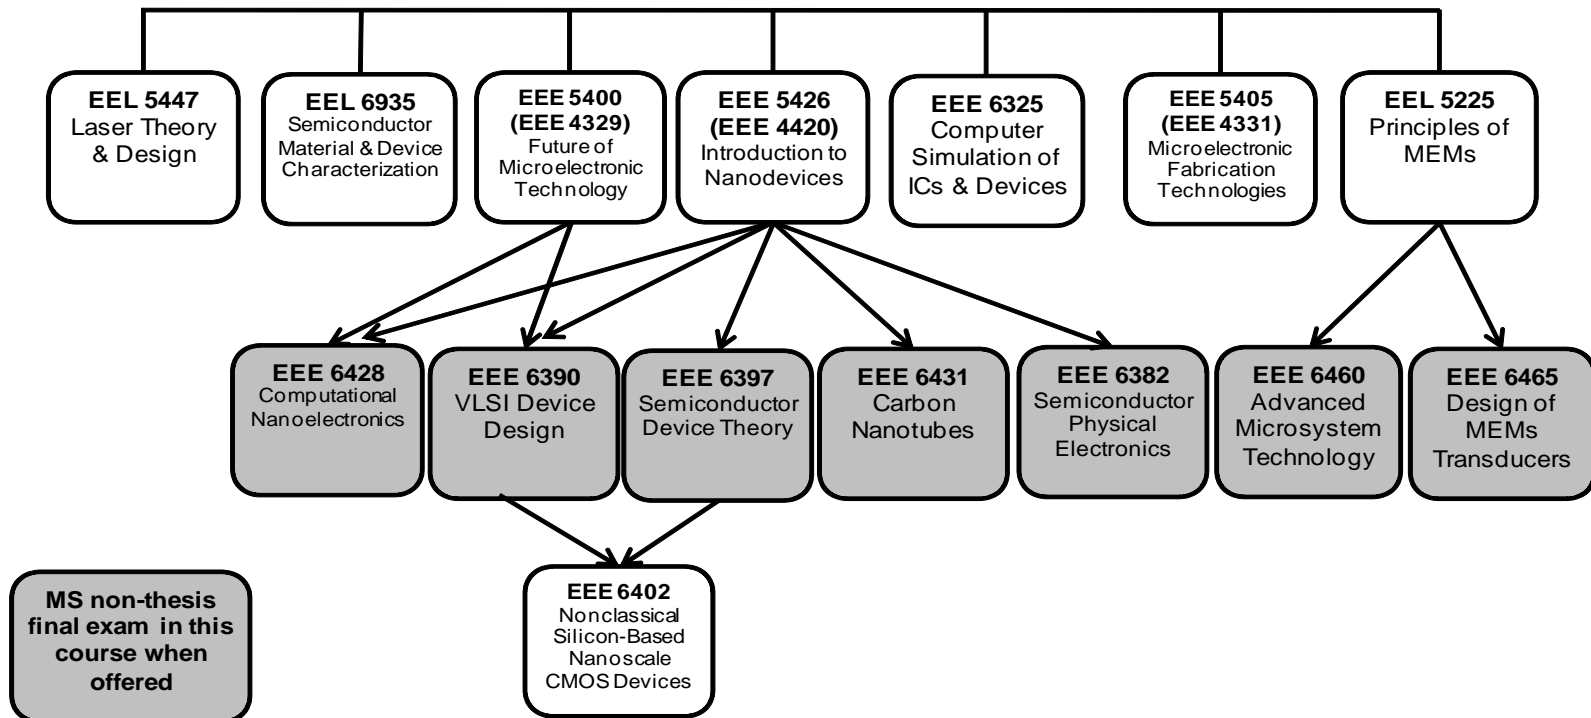 EEL 5447
Laser Theory
& Design
EEL 6935
Semiconductor
Material & Device
Characterization
EEE 5400
(EEE 4329)
Future of
Microelectronic
Technology
EEE 5426
(EEE 4420)
Introduction to
Nanodevices
EEE 6325
Computer
Simulation of
ICs & Devices
EEE 5405
(EEE 4331)
Microelectronic
Fabrication
Technologies
EEL 5225
Principles of
MEMs
EEE 6428
Computational
Nanoelectronics
EEE 6390
VLSI Device
Design
EEE 6397
Semiconductor
Device Theory
EEE 6431
Carbon
Nanotubes
EEE 6382
Semiconductor
Physical
Electronics
EEE 6460
Advanced
Microsystem
Technology
EEE 6465
Design of
MEMs
Transducers
MS non-thesis
final exam in this
course when
offered
EEE 6402
Nonclassical
Silicon-Based
Nanoscale
CMOS Devices